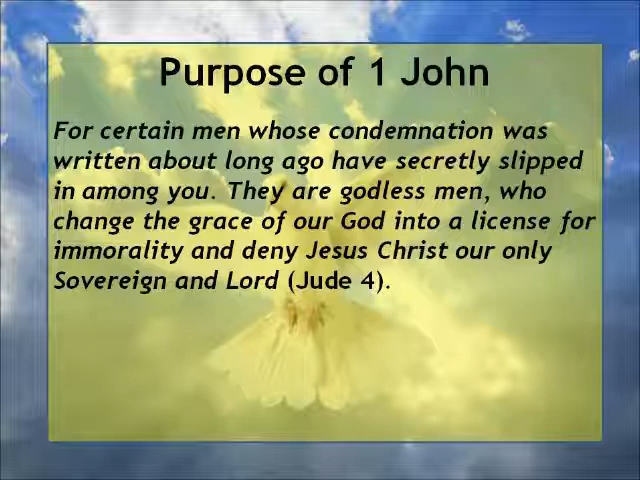 Purpose of 1 John
For certain men whose condemnation was
written about long ago have secretly slipped
in among you. They are godless men, who
change the grace of our God into a license for
immorality and deny Jesus Christ our only
Sovereign and Lord (Jude 4).